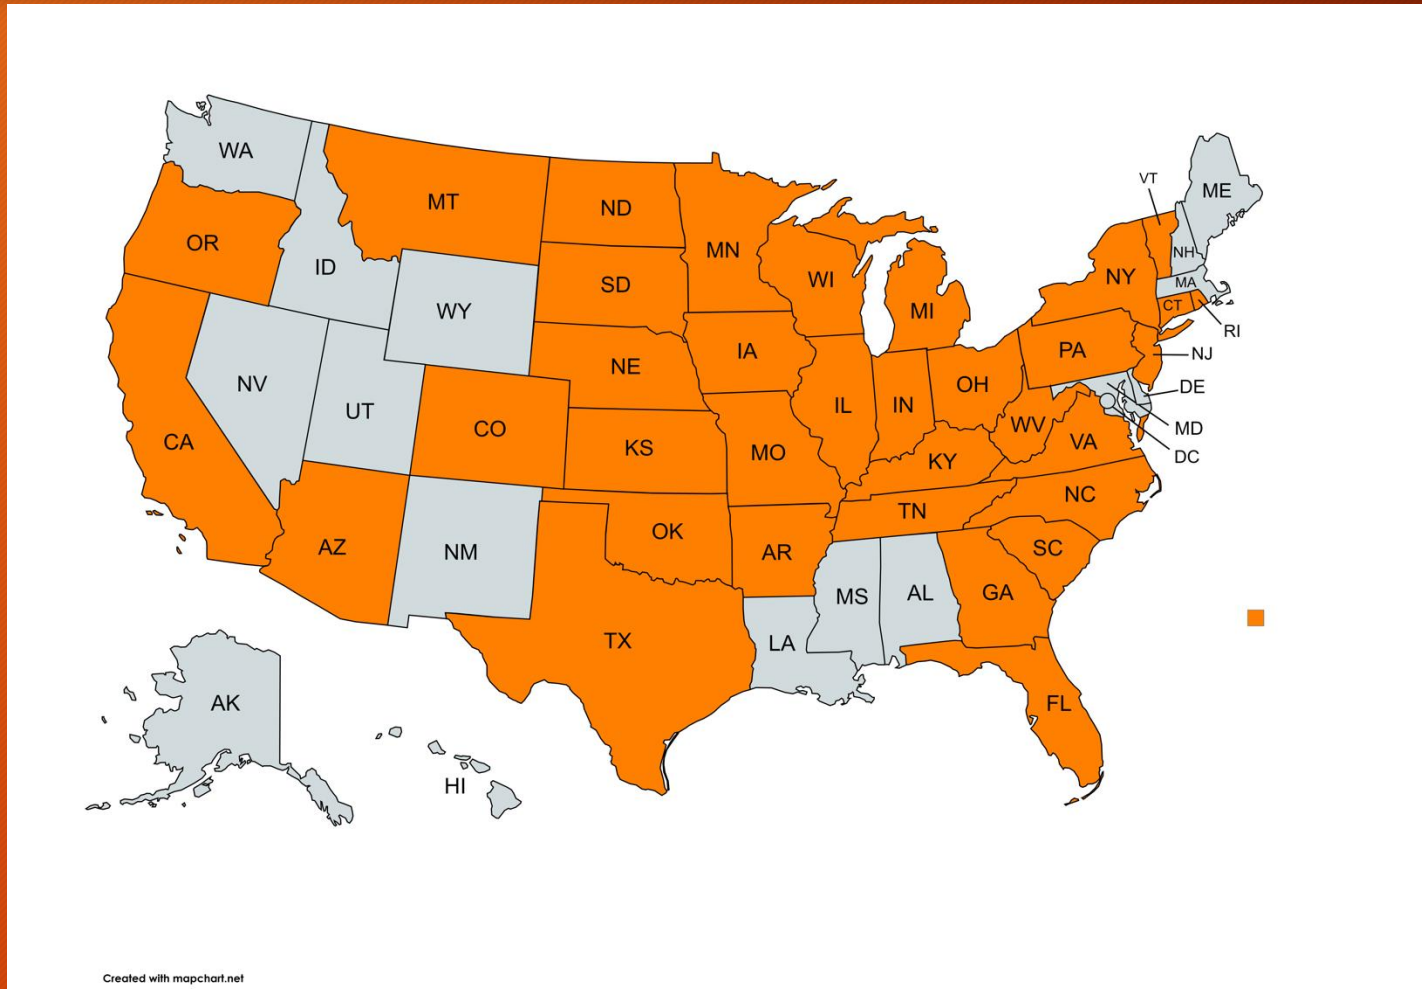 WA
MT
ND
MN
VT
ME
OR
ID
SD
WI
NY
NH
MA
WY
MI
CT
RI
NV
NE
IA
PA
NJ
UT
CO
IL
IN
OH
DE
CA
KS
MO
WV
VA
MD
KY
DC
AZ
NM
OK
AR
TN
NC
SC
TX
LA
MS
AL
GA
AK
HI
FL
Created with mapchart.net